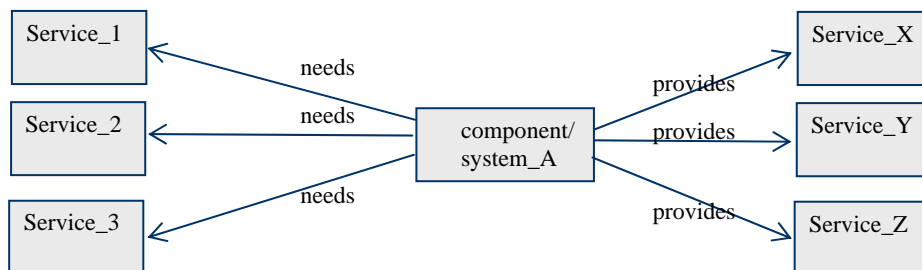 Service_1
Service_X
needs
provides
Service_2
needs
component/
system_A
provides
Service_Y
Service_3
needs
provides
Service_Z